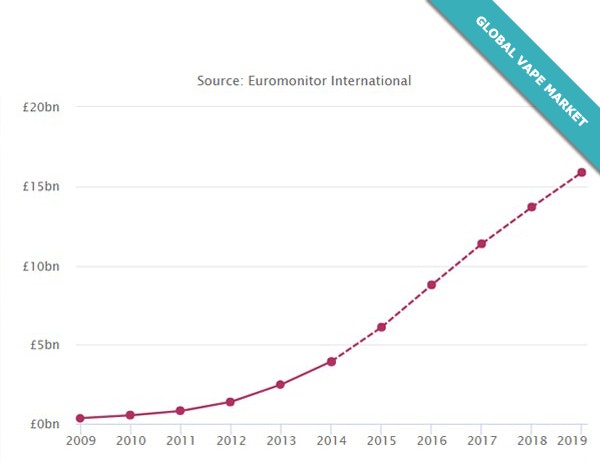 GLOBAL VAPE MARKET
Source: Euromonitor International
£20bn
£15bn
£10bn
£5bn
£0bn
2009 2010 2011 2012 2013 2014 2015 2016 2017 2018 2019